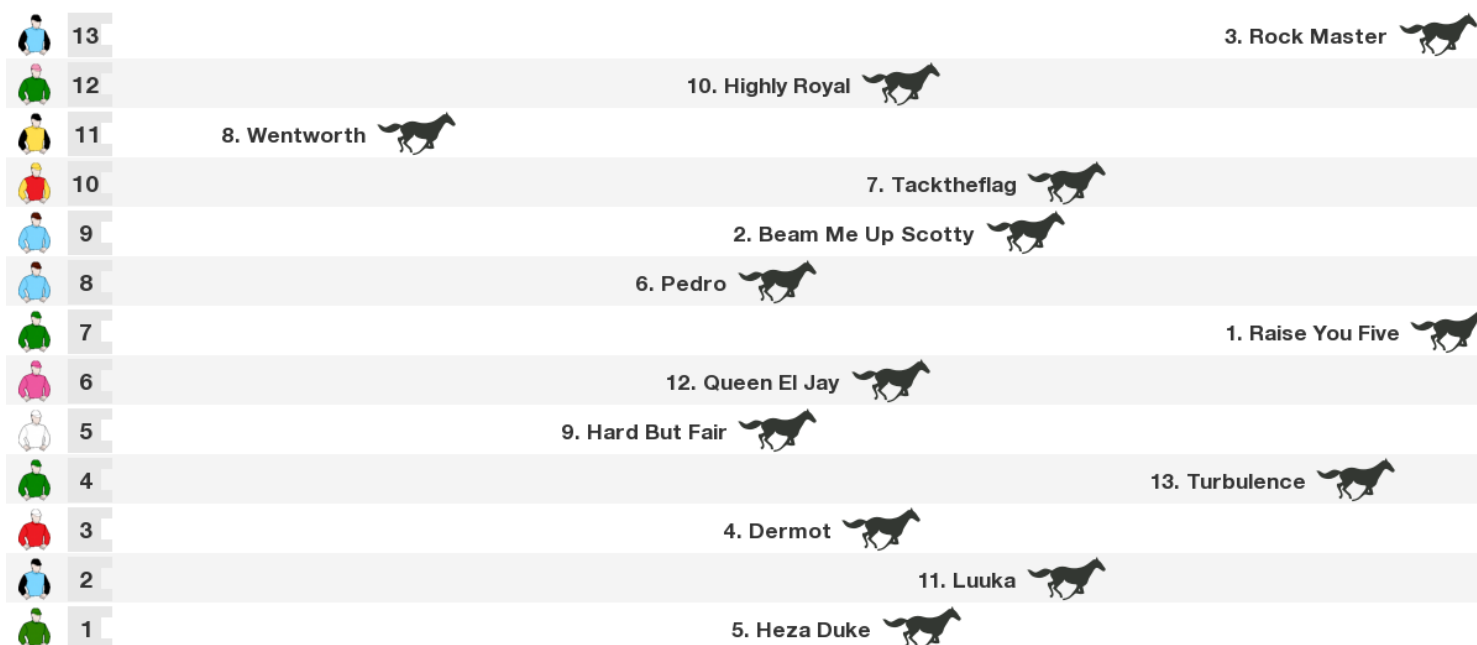 13 3. Rock Master
12 10. Highly Royal
11 8. Wentworth
10 7. Tacktheflag
9 2. Beam Me Up Scotty
8 6. Pedro
7 1. Raise You Five
6 12. Queen El Jay
5 9. Hard But Fair
4 13. Turbulence
3 4. Dermot
2 11. Luuka
1 5. Heza Duke